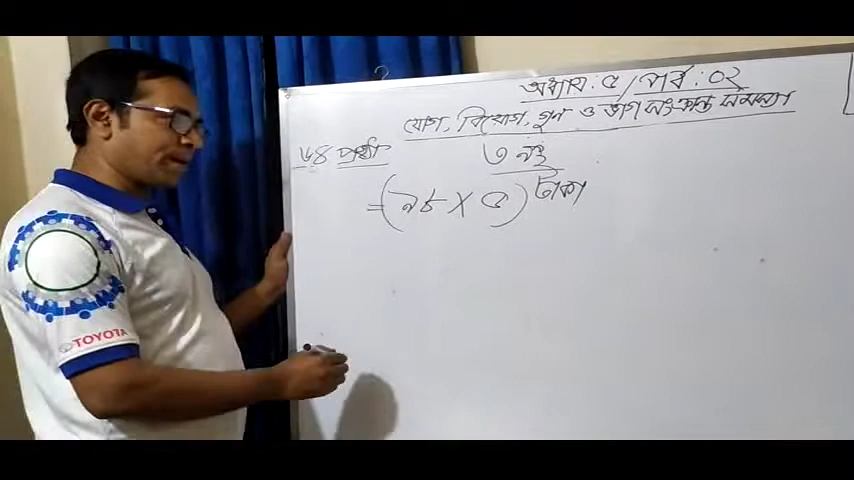 অধ্যায় : ৫ / পার্ব : ০২
যোগ, বিয়োগ, গুন ও ভাগ সংক্রান্ত সমস্যা
৬৪ পৃষ্ঠা
৩ নং
= (৯৮ X ৫) টাকা
TOYOTA